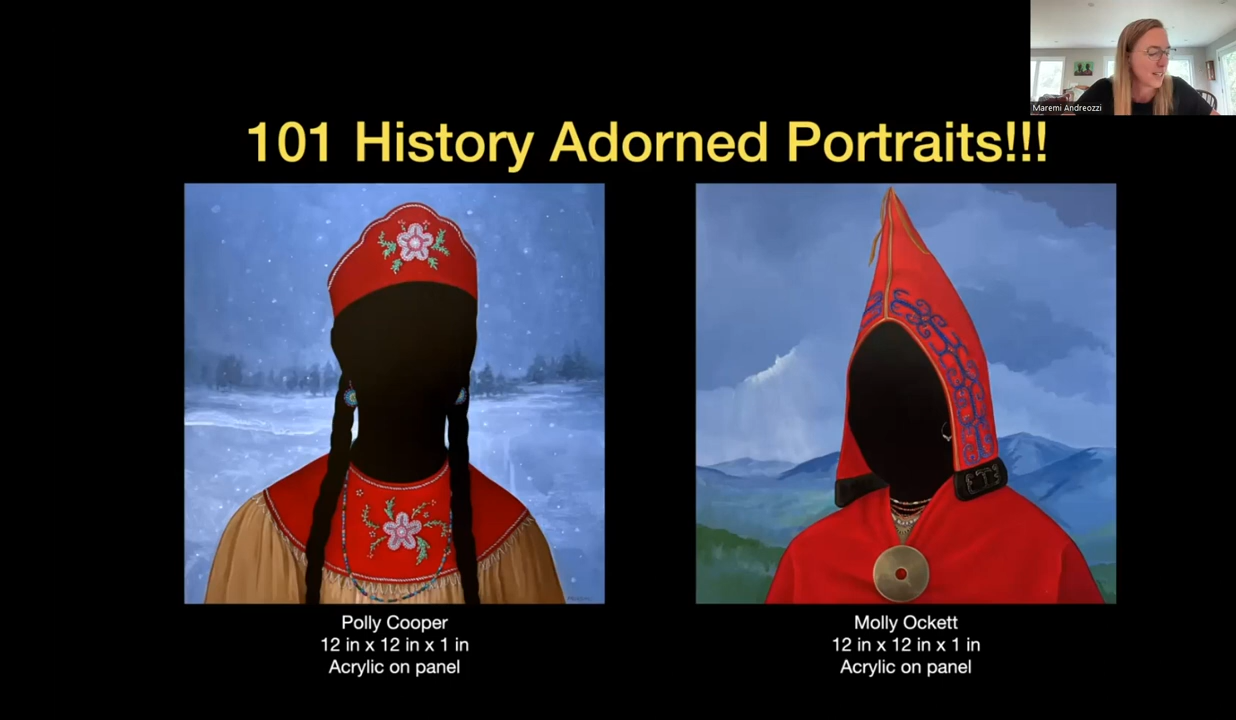 Maremi Andreozzi
101 History Adorned Portraits!!!
Polly Cooper
12 in x 12 in x 1 in
Acrylic on panel
Molly Ockett
12 in x 12 in x 1 in
Acrylic on panel